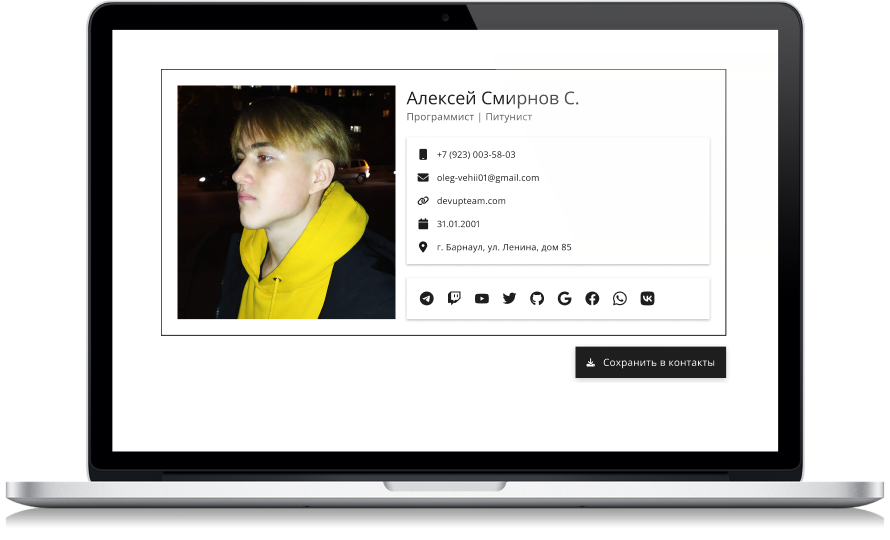 Алексей Смирнов С.
Программист | Питунист
+7 (923) 003-58-03
oleg-vehii01@gmail.com
devupteam.com
31.01.2001
г. Барнаул, ул. Ленина, дом 85
Сохранить в контакты